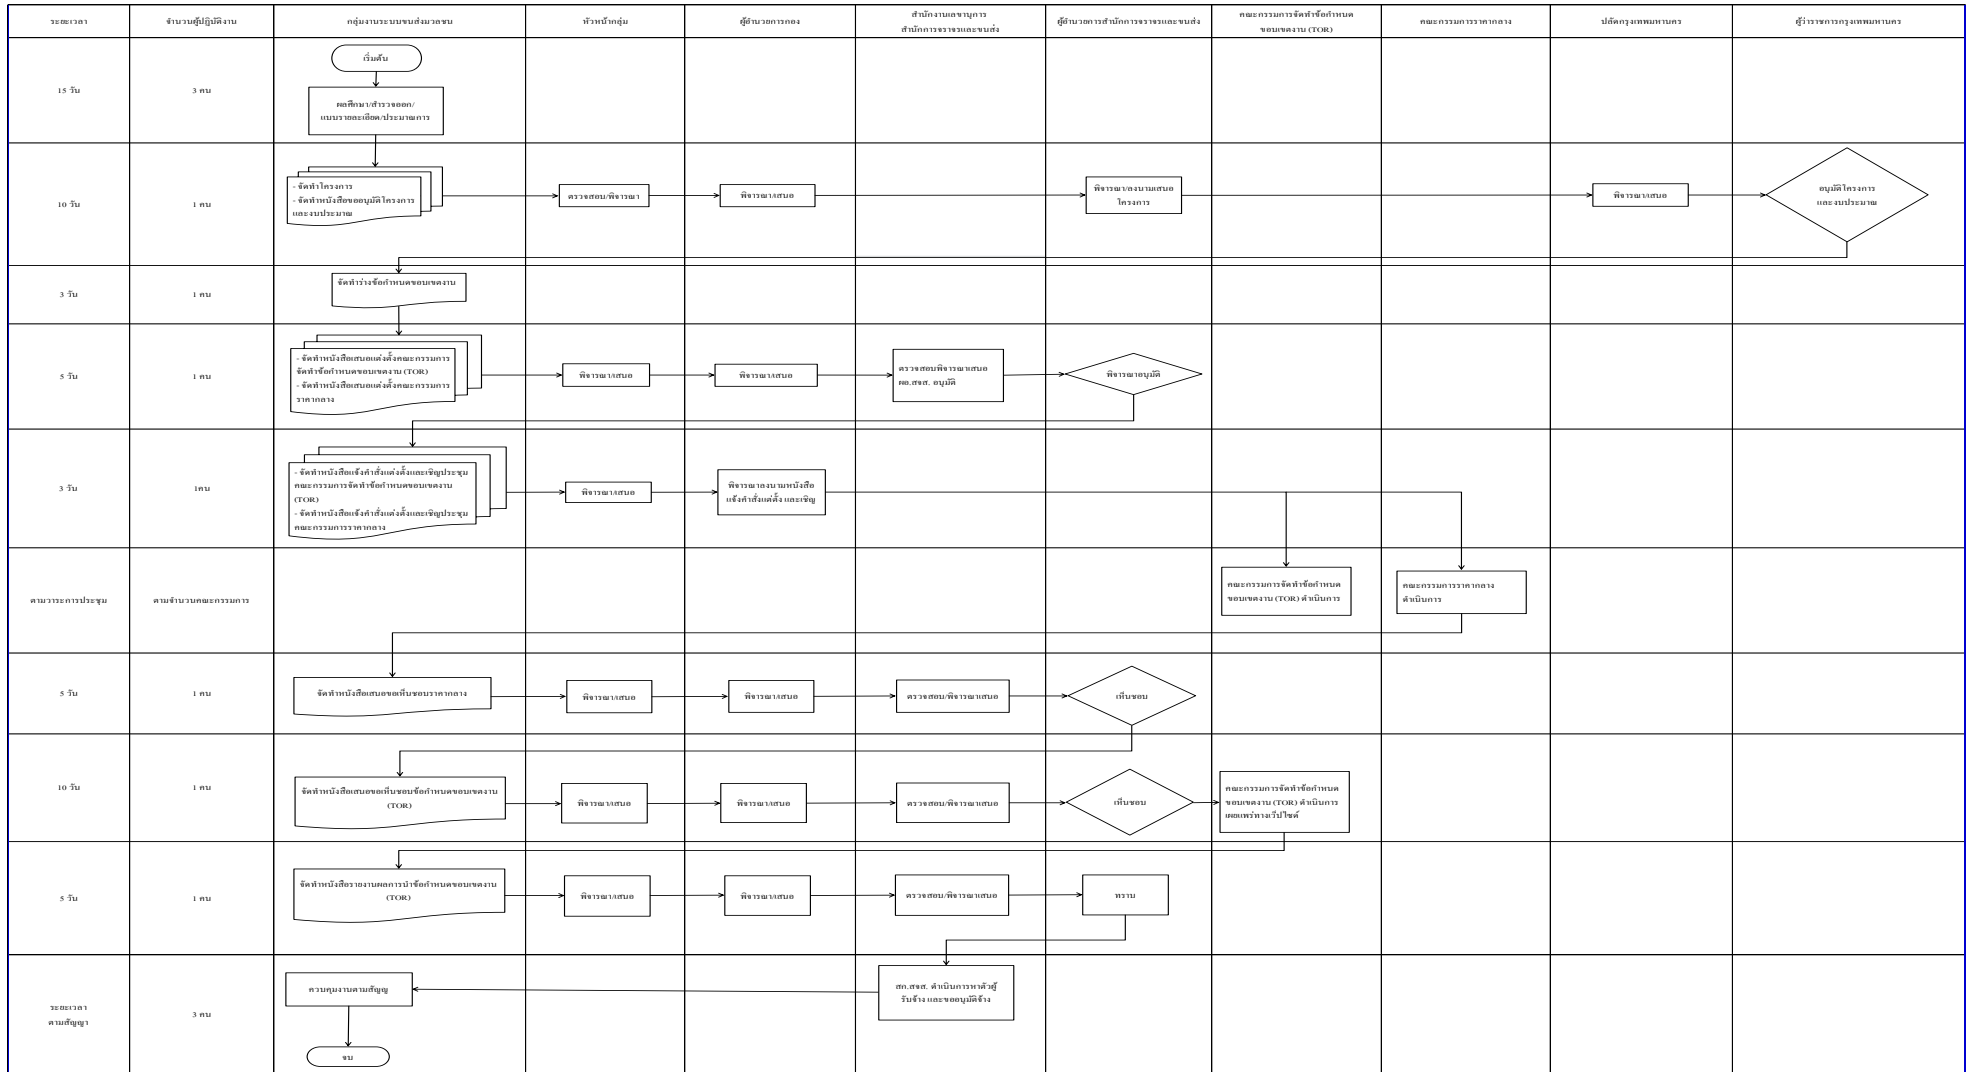 ระยะเวลา
จำนวนผู้ปฏิบัติงาน
กลุ่มงานระบบขนส่งมวลชน
หัวหน้ากลุ่ม
ผู้อำนวยการกอง
สำนักงานเลขานุการ
สำนักการจราจรและขนส่ง
ผู้อำนวยการสำนักการจราจรและขนส่ง
คณะกรรมการจัดทำข้อกำหนด
ขอบเขตงาน (TOR)
คณะกรรมการราคากลาง
ปลัดกรุงเทพมหานคร
ผู้ว่าราชการกรุงเทพมหานคร
15 วัน
3 คน
เริ่มต้น
ผลศึกษา/สำรวจออก/
แบบรายละเอียด/ประมาณการ
10 วัน
1 คน
- จัดทำโครงการ
- จัดทำหนังสือขออนุมัติโครงการ
และงบประมาณ
ตรวจสอบ/พิจารณา
พิจารณา/เสนอ
พิจารณา/ลงนามเสนอ
โครงการ
พิจารณา/เสนอ
อนุมัติโครงการ
และงบประมาณ
3 วัน
1 คน
จัดทำร่างข้อกำหนดขอบเขตงาน
5 วัน
1 คน
- จัดทำหนังสือเสนอแต่งตั้งคณะกรรมการ
จัดทำข้อกำหนดขอบเขตงาน (TOR)
- จัดทำหนังสือเสนอแต่งตั้งคณะกรรมการ
ราคากลาง
พิจารณา/เสนอ
พิจารณา/เสนอ
ตรวจสอบพิจารณาเสนอ
ผอ.สจส. อนุมัติ
พิจารณาอนุมัติ
3 วัน
1คน
- จัดทำหนังสือแจ้งคำสั่งแต่งตั้งและเชิญประชุม
คณะกรรมการจัดทำข้อกำหนดขอบเขตงาน
(TOR)
- จัดทำหนังสือแจ้งคำสั่งแต่งตั้งและเชิญประชุม
คณะกรรมการราคากลาง
พิจารณา/เสนอ
พิจารณาลงนามหนังสือ
แจ้งคำสั่งแต่ตั้ง และเชิญ
ตามวาระการประชุม
ตามจำนวนคณะกรรมการ
คณะกรรมการจัดทำข้อกำหนด
ขอบเขตงาน (TOR) ดำเนินการ
คณะกรรมการราคากลาง
ดำเนินการ
5 วัน
1 คน
จัดทำหนังสือเสนอขอเห็นชอบราคากลาง
พิจารณา/เสนอ
พิจารณา/เสนอ
ตรวจสอบ/พิจารณาเสนอ
เห็นชอบ
10 วัน
1 คน
จัดทำหนังสือเสนอขอเห็นชอบข้อกำหนดขอบเขตงาน
(TOR)
พิจารณา/เสนอ
พิจารณา/เสนอ
ตรวจสอบ/พิจารณาเสนอ
เห็นชอบ
คณะกรรมการจัดทำข้อกำหนด
ขอบเขตงาน (TOR) ดำเนินการ
เผยแพร่ทางเว็ปไซต์
5 วัน
1 คน
จัดทำหนังสือรายงานผลการนำข้อกำหนดขอบเขตงาน
(TOR)
พิจารณา/เสนอ
พิจารณา/เสนอ
ตรวจสอบ/พิจารณาเสนอ
ทราบ
ระยะเวลา
ตามสัญญา
3 คน
ควบคุมงานตามสัญญ
สก.สจส. ดำเนินการหาตัวผู้
รับจ้าง และขออนุมัติจ้าง
จบ